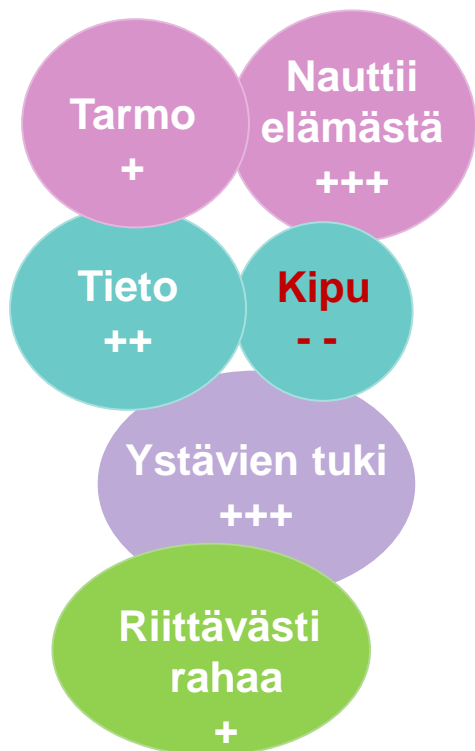 Tarmo
+
Nauttii
elämästä
+++
Tieto
++
Kipu
- -
Ystävien tuki
+++
Riittävästi
rahaa
+